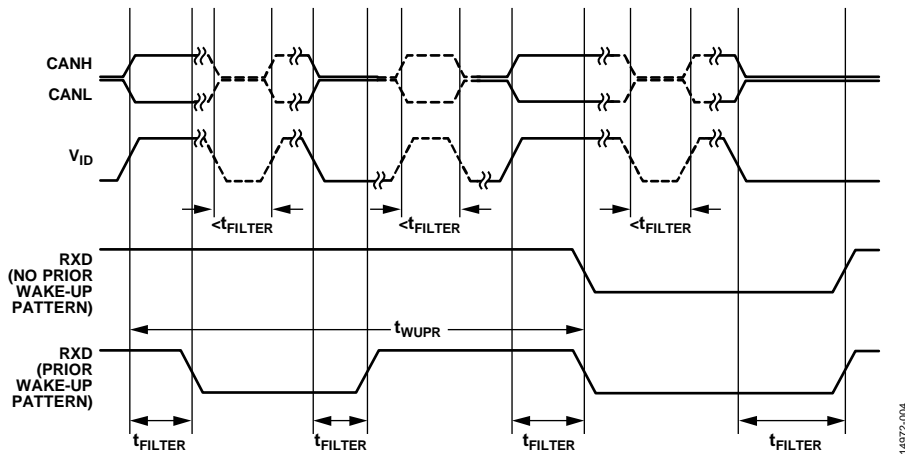 CANH
CANL
VID
<tFILTER
<tFILTER
<tFILTER
RXD
(NO PRIOR
WAKE-UP
PATTERN)
tWUPR
RXD
(PRIOR
WAKE-UP
PATTERN)
tFILTER
tFILTER
tFILTER
tFILTER
14972-004